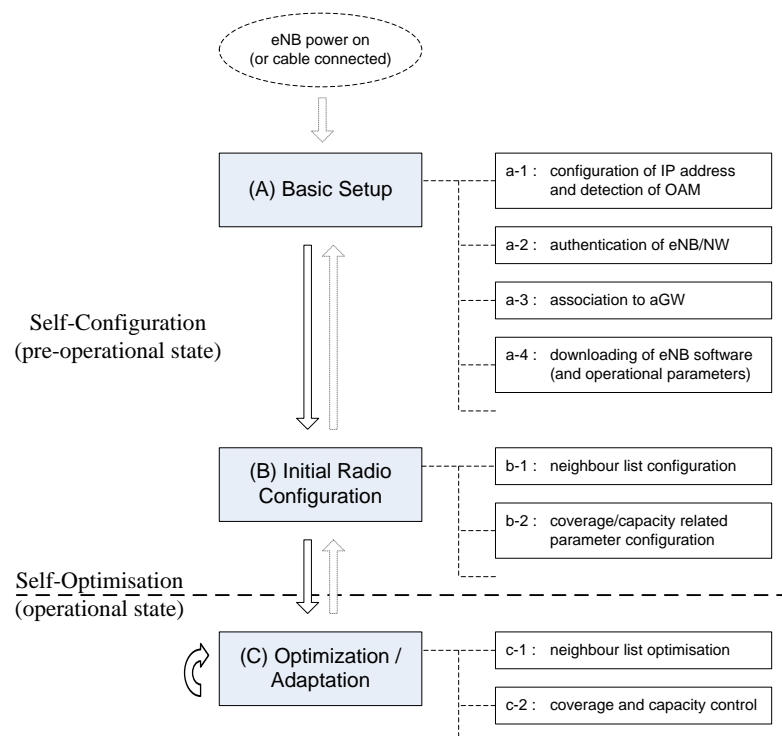 eNB power on
(or cable connected)
(A) Basic Setup
a-1 : configuration of IP address
and detection of OAM
a-2 : authentication of eNB/NW
a-3 : association to aGW
a-4 : downloading of eNB software
(and operational parameters)
Self-Configuration
(pre-operational state)
(B) Initial Radio
Configuration
b-1 : neighbour list configuration
b-2 : coverage/capacity related
parameter configuration
Self-Optimisation
(operational state)
(C) Optimization /
Adaptation
c-1 : neighbour list optimisation
c-2 : coverage and capacity control